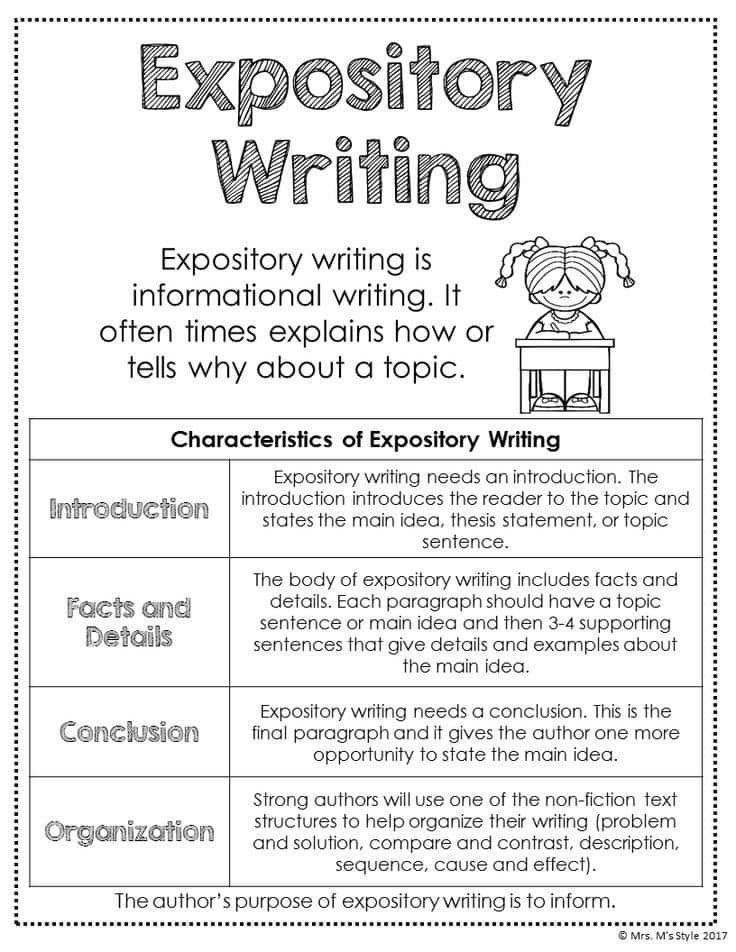 Expository
Writing
Expository writing is
informational writing. It
often times explains how or
tells why about a topic.
Characteristics of Expository Writing
Introduction
Expository writing needs an introduction. The
introduction introduces the reader to the topic and
states the main idea, thesis statement, or topic
sentence.
Facts and
Details
The body of expository writing includes facts and
details. Each paragraph should have a topic
sentence or main idea and then 3-4 supporting
sentences that give details and examples about
the main idea.
Conclusion
Expository writing needs a conclusion. This is the
final paragraph and it gives the author one more
opportunity to state the main idea.
Organization
Strong authors will use one of the non-fiction text
structures to help organize their writing (problem
and solution, compare and contrast, description,
sequence, cause and effect).
The author's purpose of expository writing is to inform.
© Mrs. M's Style 2017